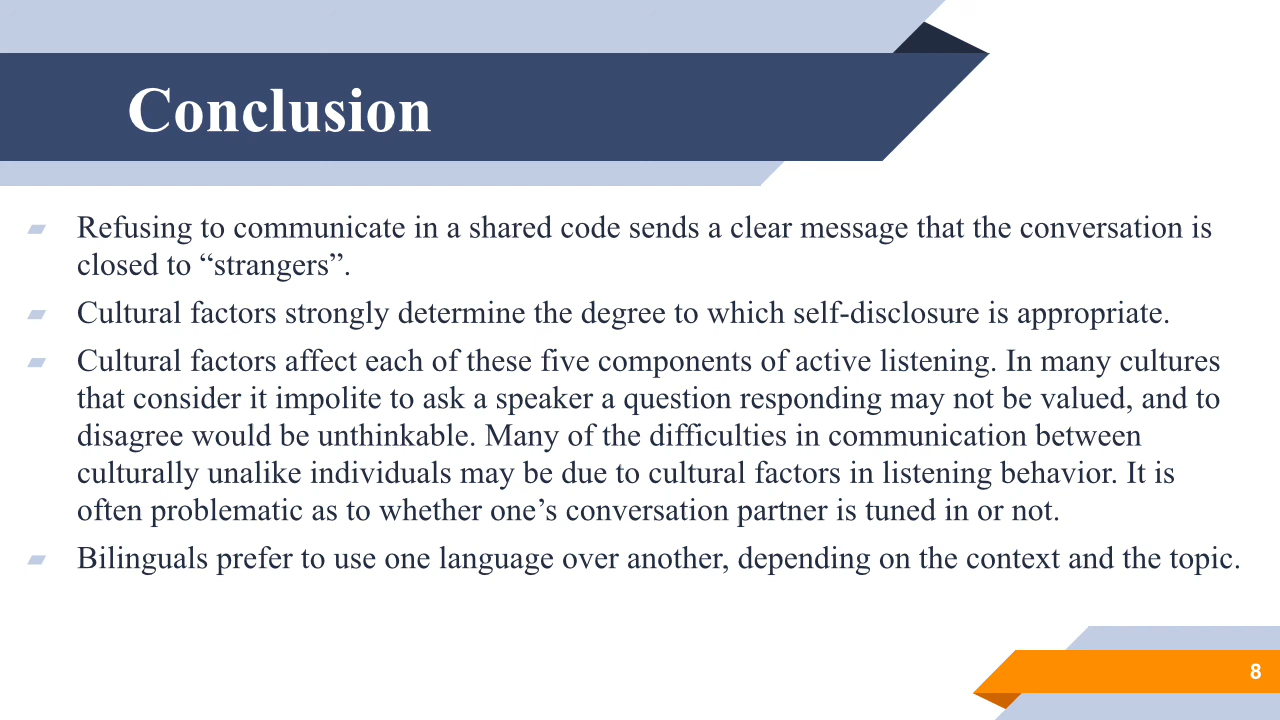 Conclusion
Refusing to communicate in a shared code sends a clear message that the conversation is
closed to “strangers”.
Cultural factors strongly determine the degree to which self-disclosure is appropriate.
Cultural factors affect each of these five components of active listening. In many cultures
that consider it impolite to ask a speaker a question responding may not be valued, and to
disagree would be unthinkable. Many of the difficulties in communication between
culturally unalike individuals may be due to cultural factors in listening behavior. It is
often problematic as to whether one’s conversation partner is tuned in or not.
Bilinguals prefer to use one language over another, depending on the context and the topic.
8